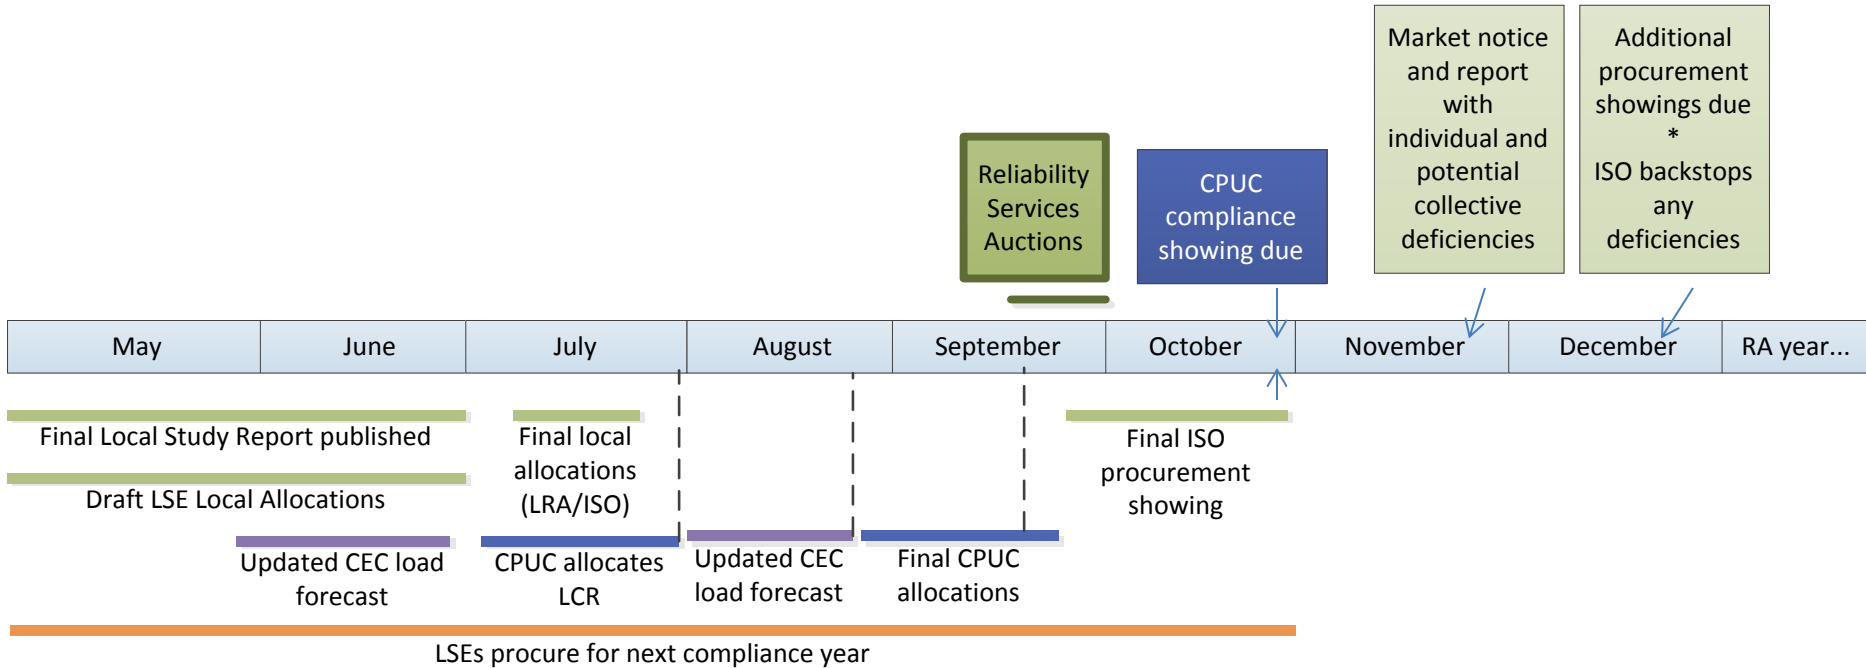 Market notice
and report
with
individual and
potential
collective
deficiencies
Additional
procurement
showings due
*
ISO backstops
any
deficiencies
Reliability
Services
Auctions
CPUC
compliance
showing due
May
June
July
August
September
October
November
December
RA year...
Final Local Study Report published
Final local
allocations
(LRA/ISO)
Final ISO
procurement
showing
Draft LSE Local Allocations
Updated CEC load
forecast
CPUC allocates
LCR
Updated CEC
load forecast
Final CPUC
allocations
LSEs procure for next compliance year